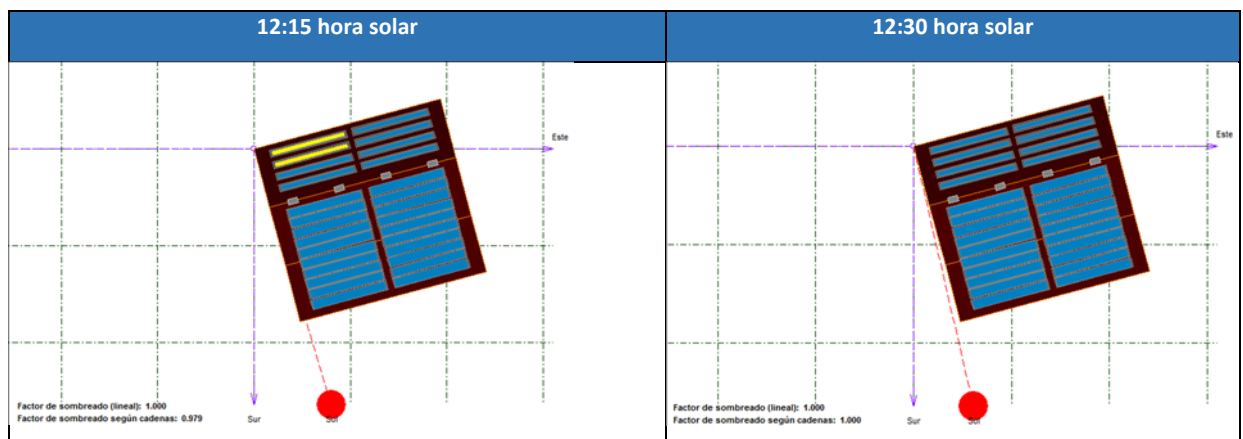 12:15 hora solar
12:30 hora solar
Este
Factor de sombreado (lineal): 1.000
Factor de sombreado según cadenas: 0.979
Sur
Sol
Este
Factor de sombreado (lineal): 1.000
Factor de sombreado según cadenas: 1.000
Sur
Sol